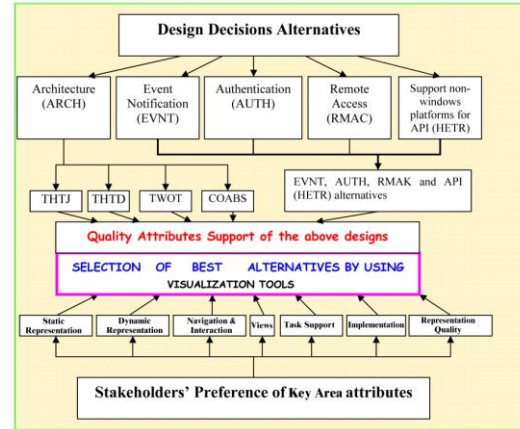 Design Decisions Alternatives
Architecture
(ARCH)
Event
Notification
(EVNT)
Authentication
(AUTH)
Remote
Access
(RMAC)
Support non-
windows
platforms for
API (HETR)
THTJ
THTD
TWOT
COABS
EVNT, AUTH, RMAK and API
(HETR) alternatives
Quality Attributes Support of the above designs
SELECTION OF BEST ALTERNATIVES BY USING
VISUALIZATION TOOLS
Static
Representation
Dynamic
Representation
Navigation &
Interaction
Views
Task Support
Implementation
Representation
Quality
Stakeholders' Preference of Key Area attributes